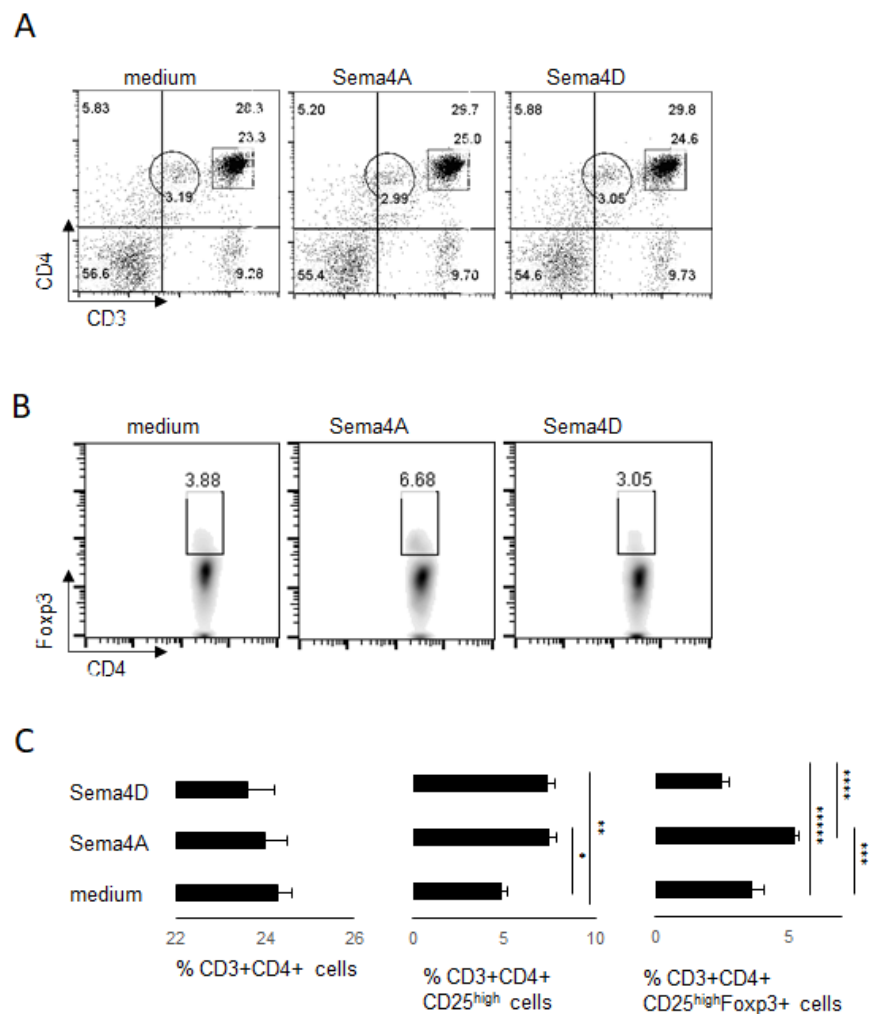 A
medium Sema4A Sema4D
5.83 28.3 5.20 29.7 5.88 29.8
23.3 25.0 24.6
3.19 2.99 3.05
56.6 9.28 55.4 9.70 54.6 9.73
CD4
CD3
B
medium Sema4A Sema4D
3.88 6.68 3.05
Foxp3
CD4
C
Sema4D
Sema4A
medium
22 24 26
% CD3+CD4+ cells
** *
0 5 10
% CD3+CD4+
CD25high cells
***** **** ***
0 5
% CD3+CD4+
CD25highFoxp3+ cells